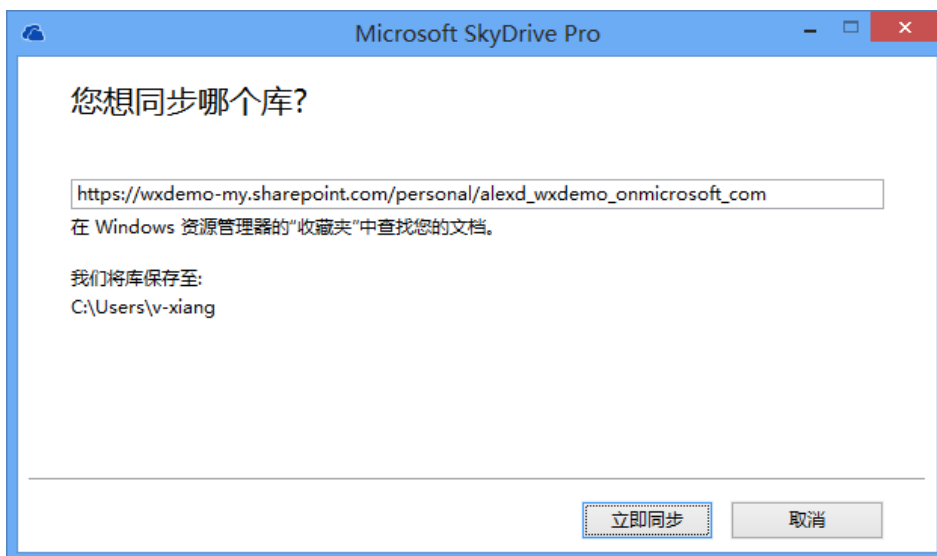 Microsoft SkyDrive Pro
您想同步哪个库?
https://wxdemo-my.sharepoint.com/personal/alexd_wxdemo_onmicrosoft_com
在 Windows 资源管理器的“收藏夹”中查找您的文档。
我们将库保存至:
C:\Users\v-xiang
立即同步
取消